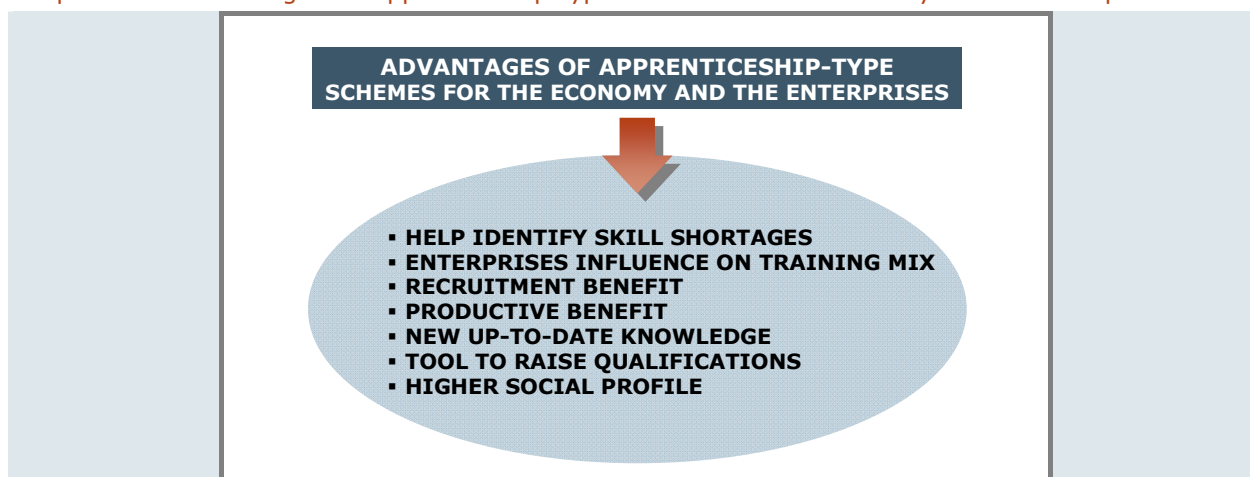 ADVANTAGES OF APPRENTICESHIP-TYPE
SCHEMES FOR THE ECONOMY AND THE ENTERPRISES
▪ HELP IDENTIFY SKILL SHORTAGES
▪ ENTERPRISES INFLUENCE ON TRAINING MIX
▪ RECRUITMENT BENEFIT
▪ PRODUCTIVE BENEFIT
▪ NEW UP-TO-DATE KNOWLEDGE
▪ TOOL TO RAISE QUALIFICATIONS
▪ HIGHER SOCIAL PROFILE